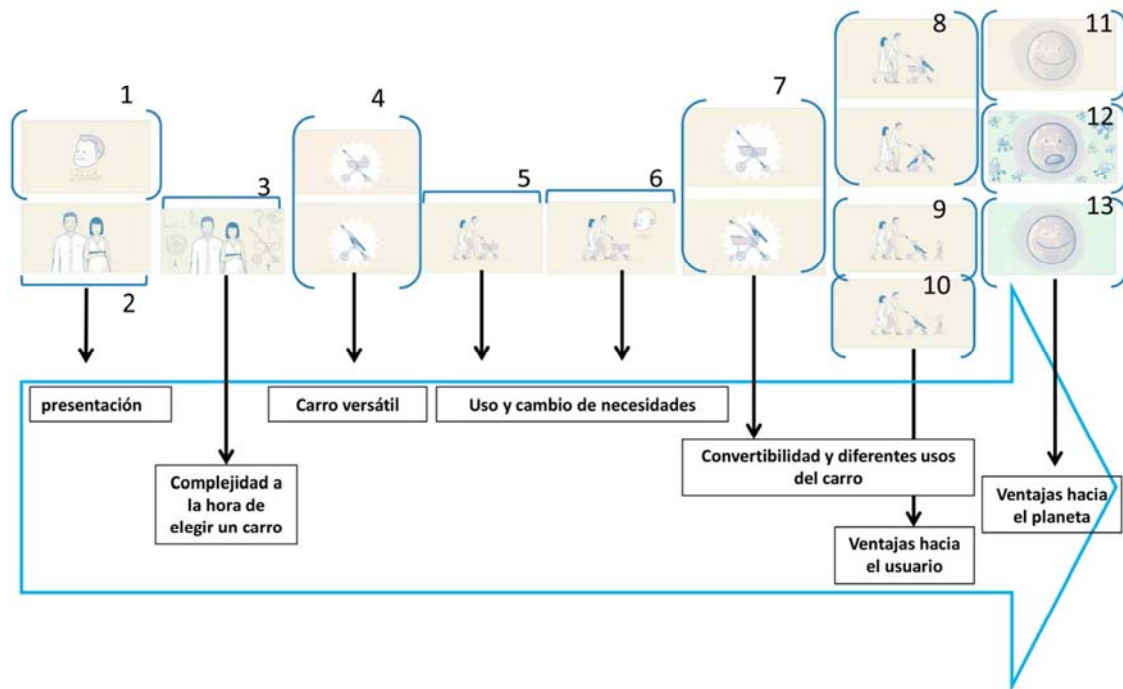 1
2
3
4
5
6
7
8
9
10
11
12
13
presentación
Complejidad a
la hora de
elegir un carro
Carro versátil
Uso y cambio de necesidades
Convertibilidad y diferentes usos
del carro
Ventajas hacia
el usuario
Ventajas hacia
el planeta